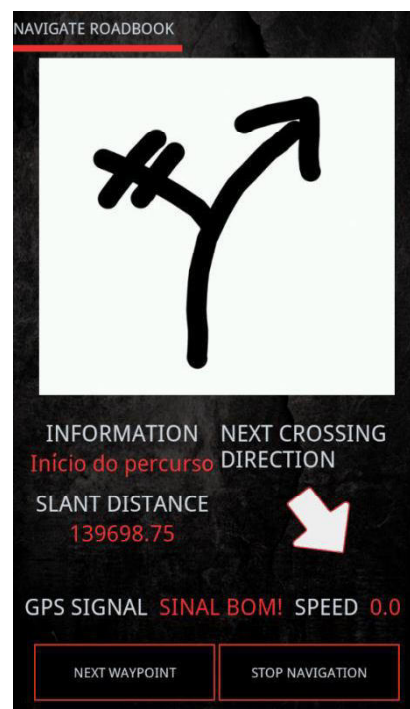 NAVIGATE ROADBOOK
INFORMATION
Início do percurso
NEXT CROSSING
DIRECTION
SLANT DISTANCE
139698.75
GPS SIGNAL SINAL BOM! SPEED 0.0
NEXT WAYPOINT
STOP NAVIGATION